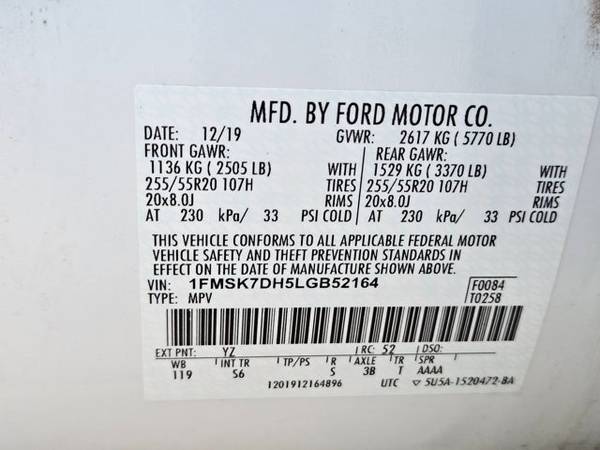 MFD. BY FORD MOTOR CO.
DATE: 12/19 GVWR: 2617 KG ( 5770 LB)
FRONT GAWR: REAR GAWR:
1136 KG ( 2505 LB) WITH 1529 KG ( 3370 LB) WITH
255/55R20 107H TIRES 255/55R20 107H TIRES
20x8.0J RIMS 20x8.0J RIMS
AT 230 kPa/ 33 PSI COLD AT 230 kPa/ 33 PSI COLD
THIS VEHICLE CONFORMS TO ALL APPLICABLE FEDERAL MOTOR
VEHICLE SAFETY AND THEFT PREVENTION STANDARDS IN
EFFECT ON THE DATE OF MANUFACTURE SHOWN ABOVE.
VIN: 1FMSK7DH5LGB52164 F0084
TYPE: MPV T0258
EXT PNT: YZ RC: 52 DSO:
WB INT TR TP/PS R AXLE TR SPR
119 S6 S 3B T AAAA
1201912164896 UTC 5U5A-1520472-BA